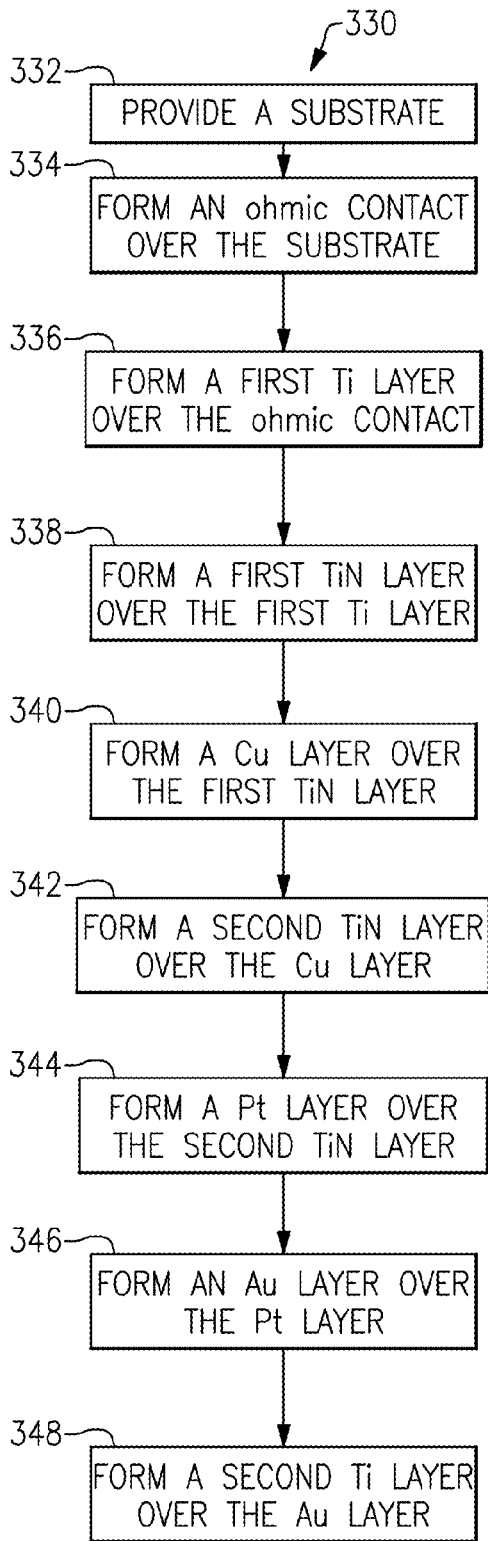 330
332
PROVIDE A SUBSTRATE
334
FORM AN ohmic CONTACT
OVER THE SUBSTRATE
336
FORM A FIRST Ti LAYER
OVER THE ohmic CONTACT
338
FORM A FIRST TiN LAYER
OVER THE FIRST Ti LAYER
340
FORM A Cu LAYER OVER
THE FIRST TiN LAYER
342
FORM A SECOND TiN LAYER
OVER THE Cu LAYER
344
FORM A Pt LAYER OVER
THE SECOND TiN LAYER
346
FORM AN Au LAYER OVER
THE Pt LAYER
348
FORM A SECOND Ti LAYER
OVER THE Au LAYER